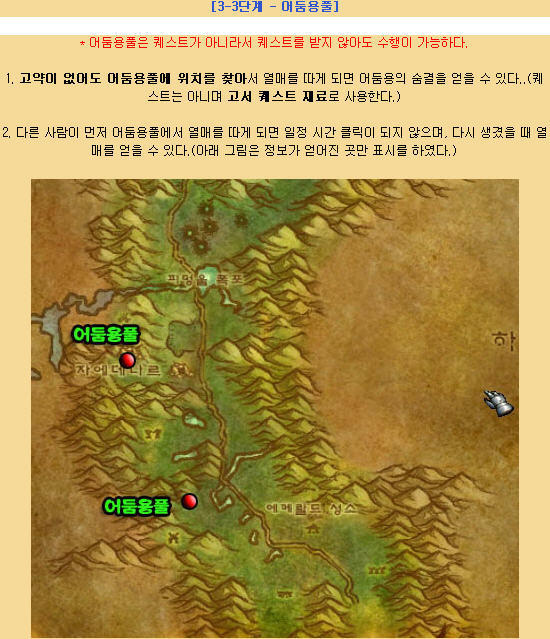 [3-3단계 - 어둠용풀]
* 어둠용풀은 퀘스트가 아니라서 퀘스트를 받지 않아도 수행이 가능하다.
1. 고약이 없어도 어둠용풀에 위치를 찾아서 열매를 따게 되면 어둠용의 숨결을 얻을 수 있다..(퀘
스트는 아니며 고서 퀘스트 재료로 사용한다.)
2. 다른 사람이 먼저 어둠용풀에서 열매를 따게 되면 일정 시간 클릭이 되지 않으며, 다시 생겼을 때 열
매를 얻을 수 있다.(아래 그림은 정보가 얻어진 곳만 표시를 하였다.)
피멍울 폭포
어둠용풀
하
자에데나르
어둠용풀
에메랄드 성소